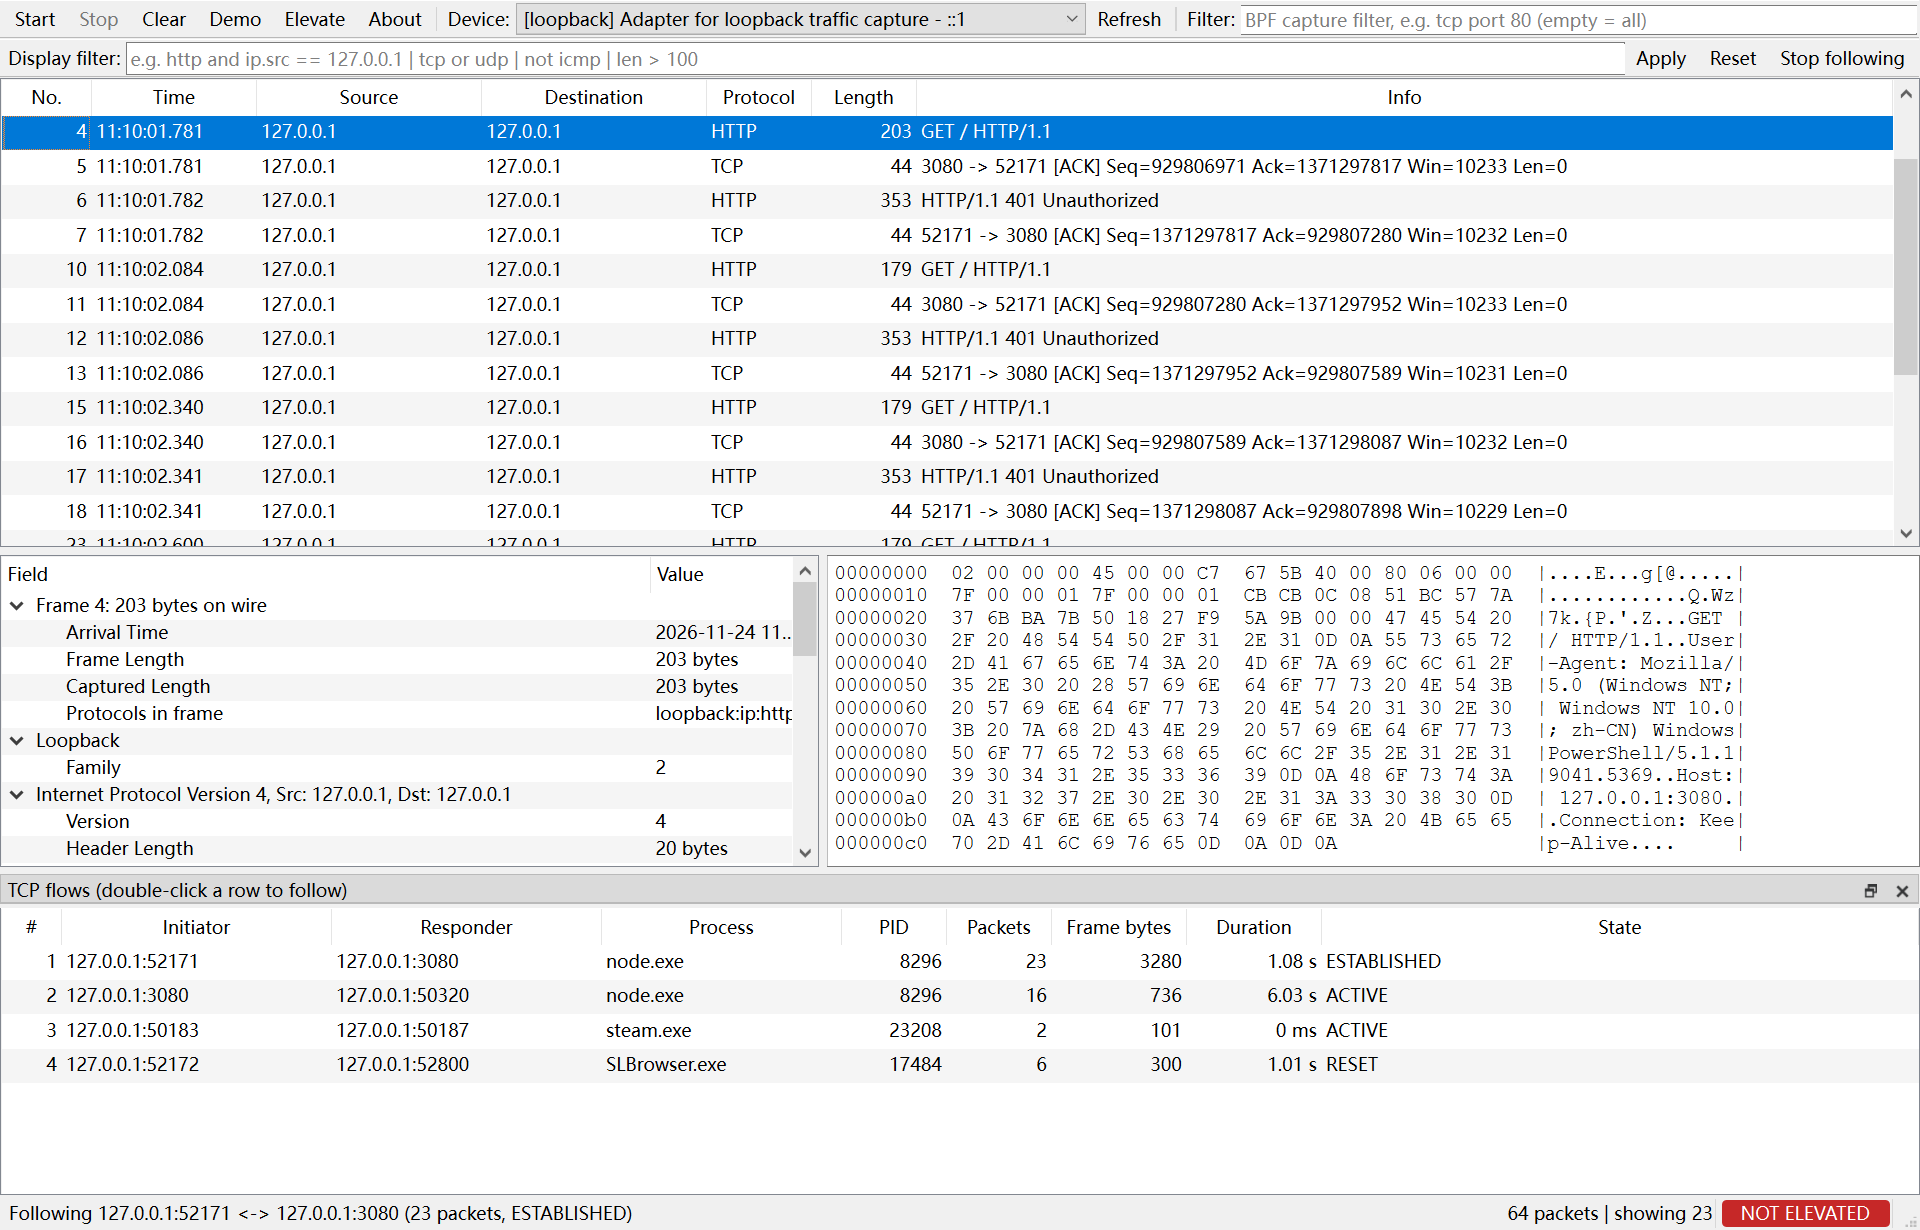 Start Stop Clear Demo Elevate About Device: [loopback] Adapter for loopback traffic capture - ::1 Refresh Filter: BPF capture filter, e.g. tcp port 80 (empty = all)
Display filter: e.g. http and ip.src == 127.0.0.1 | tcp or udp | not icmp | len > 100 Apply Reset Stop following
No. Time Source Destination Protocol Length Info
4 11:10:01.781 127.0.0.1 127.0.0.1 HTTP 203 GET / HTTP/1.1
5 11:10:01.781 127.0.0.1 127.0.0.1 TCP 44 3080 -> 52171 [ACK] Seq=929806971 Ack=1371297817 Win=10233 Len=0
6 11:10:01.782 127.0.0.1 127.0.0.1 HTTP 353 HTTP/1.1 401 Unauthorized
7 11:10:01.782 127.0.0.1 127.0.0.1 TCP 44 52171 -> 3080 [ACK] Seq=1371297817 Ack=929807280 Win=10232 Len=0
10 11:10:02.084 127.0.0.1 127.0.0.1 HTTP 179 GET / HTTP/1.1
11 11:10:02.084 127.0.0.1 127.0.0.1 TCP 44 3080 -> 52171 [ACK] Seq=929807280 Ack=1371297952 Win=10233 Len=0
12 11:10:02.086 127.0.0.1 127.0.0.1 HTTP 353 HTTP/1.1 401 Unauthorized
13 11:10:02.086 127.0.0.1 127.0.0.1 TCP 44 52171 -> 3080 [ACK] Seq=1371297952 Ack=929807589 Win=10231 Len=0
15 11:10:02.340 127.0.0.1 127.0.0.1 HTTP 179 GET / HTTP/1.1
16 11:10:02.340 127.0.0.1 127.0.0.1 TCP 44 3080 -> 52171 [ACK] Seq=929807589 Ack=1371298087 Win=10232 Len=0
17 11:10:02.341 127.0.0.1 127.0.0.1 HTTP 353 HTTP/1.1 401 Unauthorized
18 11:10:02.341 127.0.0.1 127.0.0.1 TCP 44 52171 -> 3080 [ACK] Seq=1371298087 Ack=929807898 Win=10229 Len=0
23 11:10:02.600 127.0.0.1 127.0.0.1 HTTP 179 GET / HTTP/1.1
Field Value
Frame 4: 203 bytes on wire
Arrival Time 2026-11-24 11...
Frame Length 203 bytes
Captured Length 203 bytes
Protocols in frame loopback:ip:http
Loopback
Family 2
Internet Protocol Version 4, Src: 127.0.0.1, Dst: 127.0.0.1
Version 4
Header Length 20 bytes
00000000 02 00 00 00 45 00 00 C7 67 5B 40 00 80 06 00 00 |....E...g[@.....|
00000010 7F 00 00 01 7F 00 00 01 CB CB 0C 08 51 BC 57 7A |............Q.Wz|
00000020 37 6B BA 7B 50 18 27 F9 5A 9B 00 00 47 45 54 20 |7k.{P.'.Z...GET |
00000030 2F 20 48 54 54 50 2F 31 2E 31 0D 0A 55 73 65 72 |/ HTTP/1.1..User|
00000040 2D 41 67 65 6E 74 3A 20 4D 6F 7A 69 6C 6C 61 2F |-Agent: Mozilla/|
00000050 35 2E 30 20 28 57 69 6E 64 6F 77 73 20 4E 54 3B |5.0 (Windows NT;|
00000060 20 57 69 6E 64 6F 77 73 20 4E 54 20 31 30 2E 30 | Windows NT 10.0|
00000070 3B 20 7A 68 2D 43 4E 29 20 57 69 6E 64 6F 77 73 |; zh-CN) Windows|
00000080 50 6F 77 65 72 53 68 65 6C 6C 2F 35 2E 31 2E 31 |PowerShell/5.1.1|
00000090 39 30 34 31 2E 35 33 36 39 0D 0A 48 6F 73 74 3A |9041.5369..Host:|
000000a0 20 31 32 37 2E 30 2E 30 2E 31 3A 33 30 38 30 0D | 127.0.0.1:3080.|
000000b0 0A 43 6F 6E 6E 65 63 74 69 6F 6E 3A 20 4B 65 65 |.Connection: Kee|
000000c0 70 2D 41 6C 69 76 65 0D 0A 0D 0A |p-Alive.... |
TCP flows (double-click a row to follow)
# Initiator Responder Process PID Packets Frame bytes Duration State
1 127.0.0.1:52171 127.0.0.1:3080 node.exe 8296 23 3280 1.08 s ESTABLISHED
2 127.0.0.1:3080 127.0.0.1:50320 node.exe 8296 16 736 6.03 s ACTIVE
3 127.0.0.1:50183 127.0.0.1:50187 steam.exe 23208 2 101 0 ms ACTIVE
4 127.0.0.1:52172 127.0.0.1:52800 SLBrowser.exe 17484 6 300 1.01 s RESET
Following 127.0.0.1:52171 <-> 127.0.0.1:3080 (23 packets, ESTABLISHED) 64 packets | showing 23 NOT ELEVATED